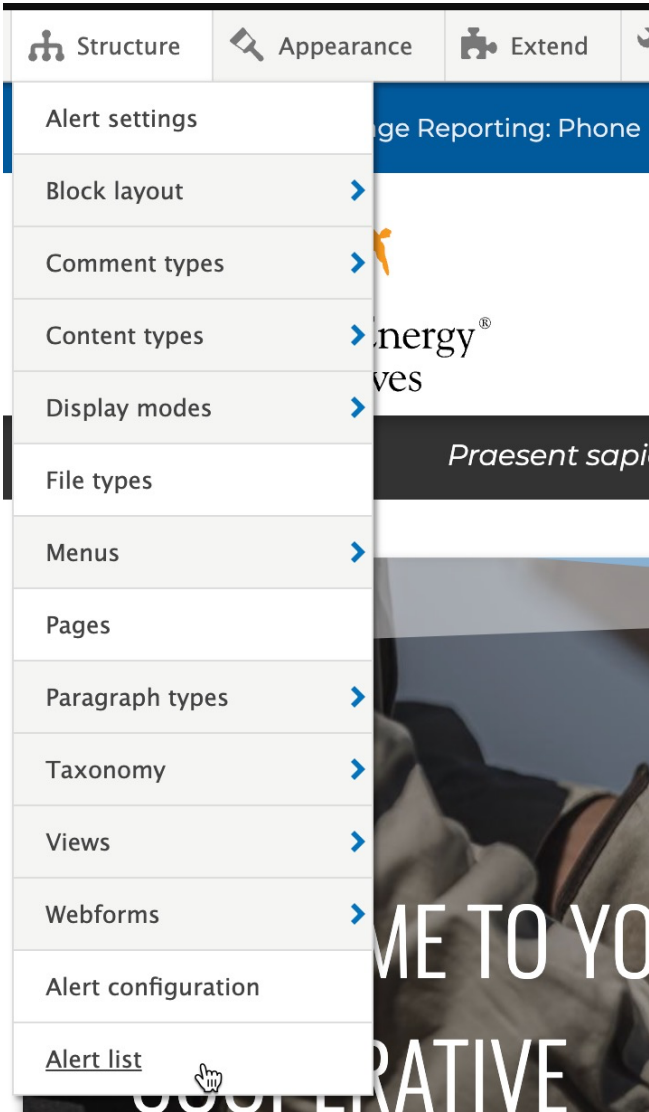 Structure
Appearance
Extend
Alert settings
ge Reporting: Phone
Block layout
Comment types
Content types
nergy®
Display modes
ves
Praesent sapi
File types
Menus
Pages
Paragraph types
Taxonomy
Views
Webforms
ME TO YO
Alert configuration
Alert list
COOPERATIVE